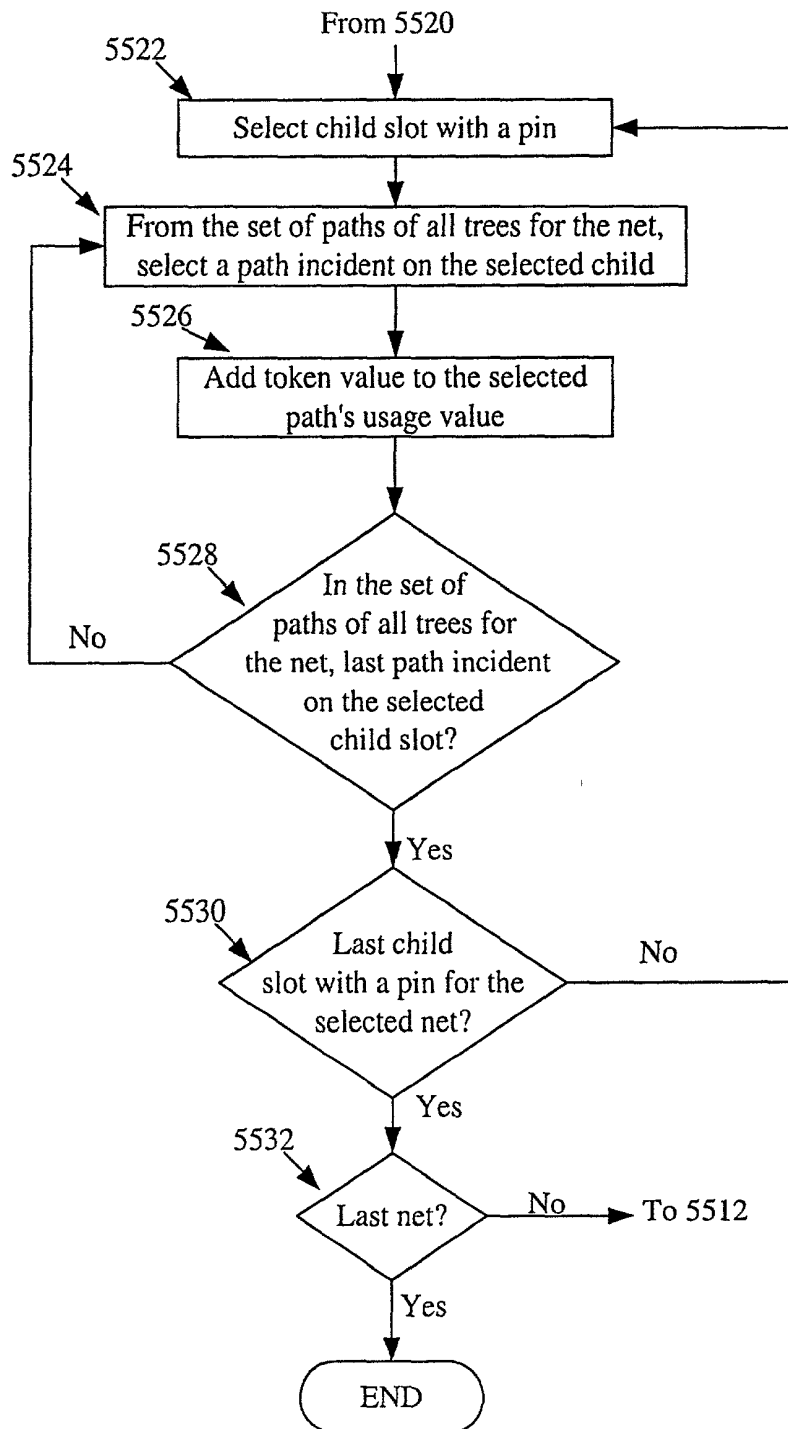 From 5520
5522
Select child slot with a pin
5524
From the set of paths of all trees for the net,
select a path incident on the selected child
5526
Add token value to the selected
path's usage value
5528
In the set of
paths of all trees for
the net, last path incident
on the selected
child slot?
No
Yes
5530
Last child
slot with a pin for the
selected net?
No
Yes
5532
Last net?
No
To 5512
Yes
END